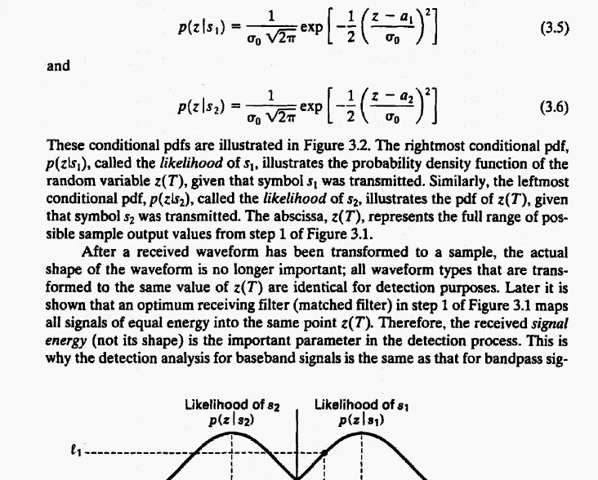 p(z|s₁) = 1/(σ₀ √2π) exp [−1/2 ((z − a₁)/σ₀)²] (3.5)
and
p(z|s₂) = 1/(σ₀ √2π) exp [−1/2 ((z − a₂)/σ₀)²] (3.6)
These conditional pdfs are illustrated in Figure 3.2. The rightmost conditional pdf,
p(z|s₁), called the likelihood of s₁, illustrates the probability density function of the
random variable z(T), given that symbol s₁ was transmitted. Similarly, the leftmost
conditional pdf, p(z|s₂), called the likelihood of s₂, illustrates the pdf of z(T), given
that symbol s₂ was transmitted. The abscissa, z(T), represents the full range of pos-
sible sample output values from step 1 of Figure 3.1.
After a received waveform has been transformed to a sample, the actual
shape of the waveform is no longer important; all waveform types that are trans-
formed to the same value of z(T) are identical for detection purposes. Later it is
shown that an optimum receiving filter (matched filter) in step 1 of Figure 3.1 maps
all signals of equal energy into the same point z(T). Therefore, the received signal
energy (not its shape) is the important parameter in the detection process. This is
why the detection analysis for baseband signals is the same as that for bandpass sig-
Likelihood of s₂ Likelihood of s₁
p(z|s₂) p(z|s₁)
ℓ₁